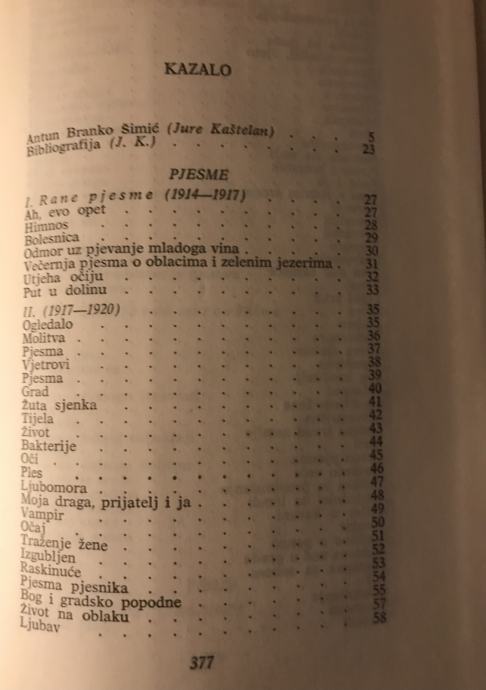 KAZALO
Antun Branko Šimić (Jure Kaštelan) . . . 5
Bibliografija (J. K.) . . . . . . . 23
PJESME
I. Rane pjesme (1914—1917) . . . . 27
Ah, evo opet . . . . . . . . . . 27
Himnos . . . . . . . . . . . 28
Bolesnica . . . . . . . . . . 29
Odmor uz pjevanje mladoga vina . . . . 30
Večernja pjesma o oblacima i zelenim jezerima . 31
Utjeha očiju . . . . . . . . . . 32
Put u dolinu . . . . . . . . . . 33
II. (1917—1920) . . . . . . . . . 35
Ogledalo . . . . . . . . . . . 35
Molitva . . . . . . . . . . . . 36
Pjesma . . . . . . . . . . . . 37
Vjetrovi . . . . . . . . . . . 38
Pjesma . . . . . . . . . . . . 39
Grad . . . . . . . . . . . . 40
Žuta sjenka . . . . . . . . . . 41
Tijela . . . . . . . . . . . . 42
Život . . . . . . . . . . . . 43
Bakterije . . . . . . . . . . . 44
Oči . . . . . . . . . . . . . 45
Ples . . . . . . . . . . . . 46
Ljubomora . . . . . . . . . . 47
Moja draga, prijatelj i ja . . . . . . 48
Vampir . . . . . . . . . . . 49
Očaj . . . . . . . . . . . . 50
Traženje žene . . . . . . . . . 51
Izgubljen . . . . . . . . . . . 52
Raskinuće . . . . . . . . . . 53
Pjesma pjesnika . . . . . . . . 54
Bog i gradsko popodne . . . . . . 55
Život na oblaku . . . . . . . . 57
Ljubav . . . . . . . . . . . 58
377